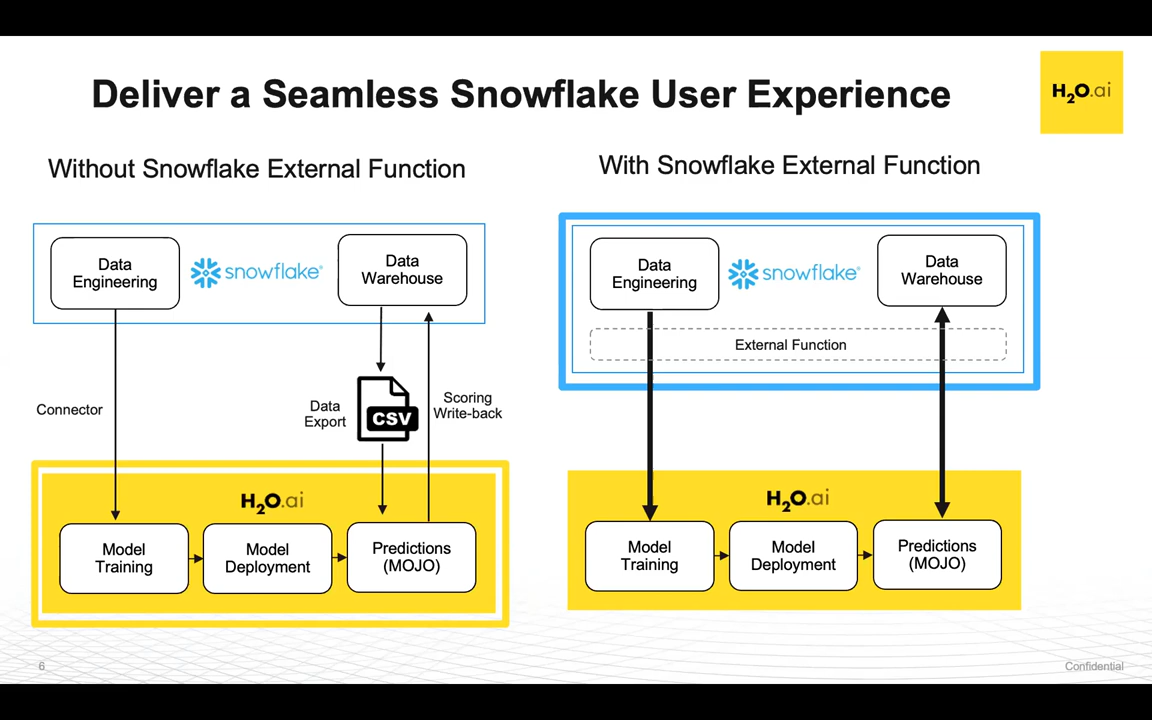 Deliver a Seamless Snowflake User Experience
H2O.ai
Without Snowflake External Function
Data
Engineering
snowflake®
Data
Warehouse
Connector
Data
Export
CSV
Scoring
Write-back
H2O.ai
Model
Training
Model
Deployment
Predictions
(MOJO)
With Snowflake External Function
Data
Engineering
snowflake®
Data
Warehouse
External Function
H2O.ai
Model
Training
Model
Deployment
Predictions
(MOJO)
6
Confidential